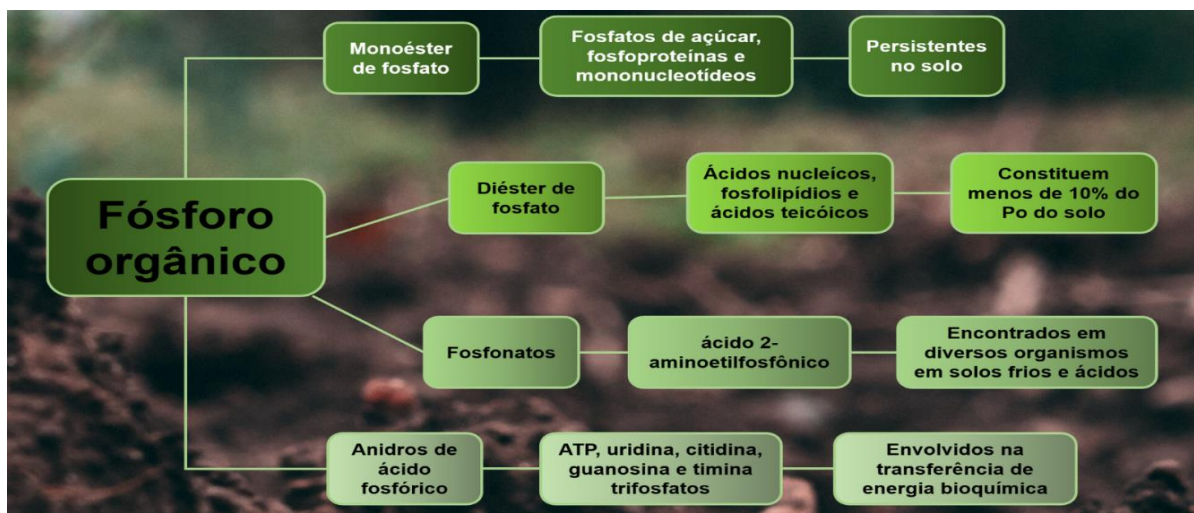 Monoéster
de fosfato
Fosfatos de açúcar,
fosfoproteínas e
mononucleotídeos
Persistentes
no solo
Fósforo
orgânico
Diéster de
fosfato
Ácidos nucleícos,
fosfolipídios e
ácidos teicóicos
Constituem
menos de 10% do
Po do solo
Fosfonatos
ácido 2-
aminoetilfosfônico
Encontrados em
diversos organismos
em solos frios e ácidos
Anidros de
ácido
fosfórico
ATP, uridina, citidina,
guanosina e timina
trifosfatos
Envolvidos na
transferência de
energia bioquímica